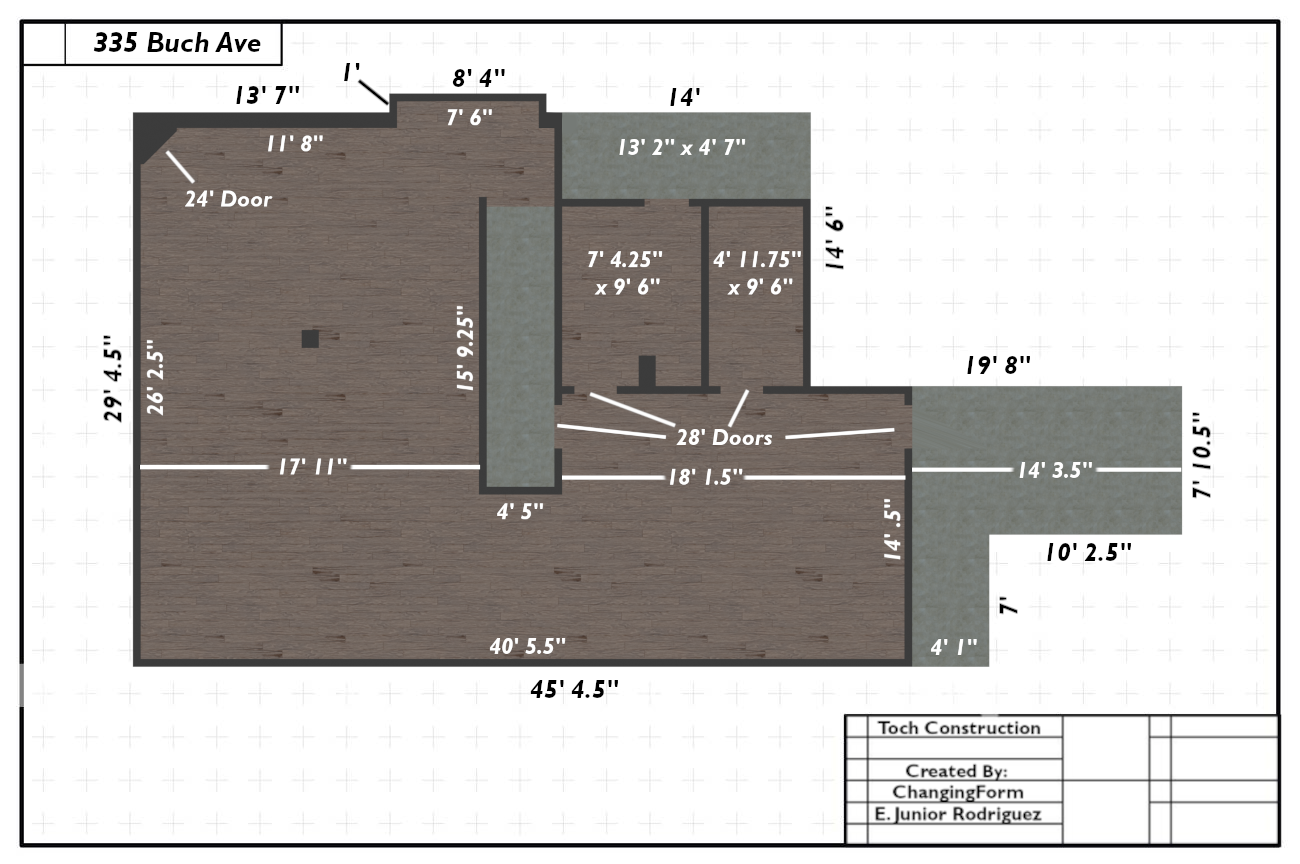 335 Buch Ave
1'
8' 4"
13' 7"
14'
7' 6"
11' 8"
13' 2" x 4' 7"
24' Door
14' 6"
7' 4.25"
x 9' 6"
4' 11.75"
x 9' 6"
15' 9.25"
29' 4.5"
26' 2.5"
19' 8"
28' Doors
7' 10.5"
17' 11"
18' 1.5"
14' 3.5"
4' 5"
14' .5"
10' 2.5"
7'
40' 5.5"
4' 1"
45' 4.5"
Toch Construction
Created By:
ChangingForm
E. Junior Rodriguez